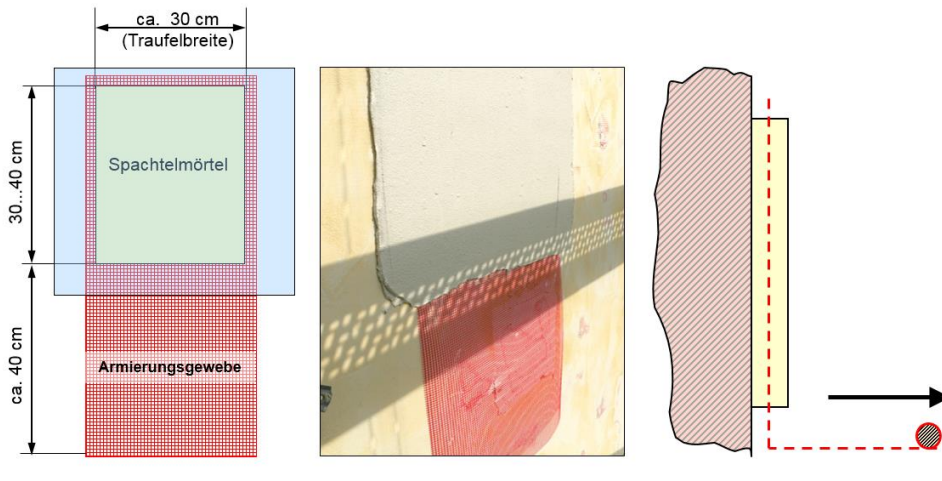 ca. 30 cm
(Traufelbreite)
30...40 cm
Spachtelmörtel
ca. 40 cm
Armierungsgewebe